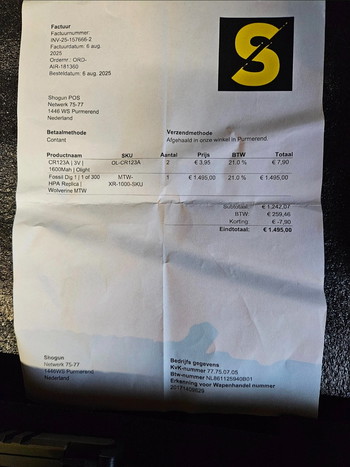 Factuur
Factuurnummer:
INV-25-157666-2
Factuurdatum: 6 aug.
2025
Ordernr.: ORD-
AIR-181360
Besteldatum: 6 aug. 2025
S
Shogun POS
Netwerk 75-77
1446 WS Purmerend
Nederland
Betaalmethode
Contant
Verzendmethode
Afgehaald in onze winkel in Purmerend.
Productnaam SKU Aantal Prijs BTW Totaal
CR123A | 3V | GL-CR123A 2 € 3,95 21.0 % € 7,90
1600Mah | Olight
Fossil Dig 1 | 1 of 300 MTW- 1 € 1.495,00 21.0 % € 1.495,00
HPA Replica | XR-1000-SKU
Wolverine MTW
Subtotaal: € 1.242,07
BTW: € 259,46
Korting € -7,90
Eindtotaal: € 1.495,00
Shogun
Netwerk 75-77
1446WS Purmerend
Nederland
Bedrijfs gegevens
KvK-nummer 77.75.07.05
Btw-nummer NL861125940B01
Erkenning voor Wapenhandel nummer